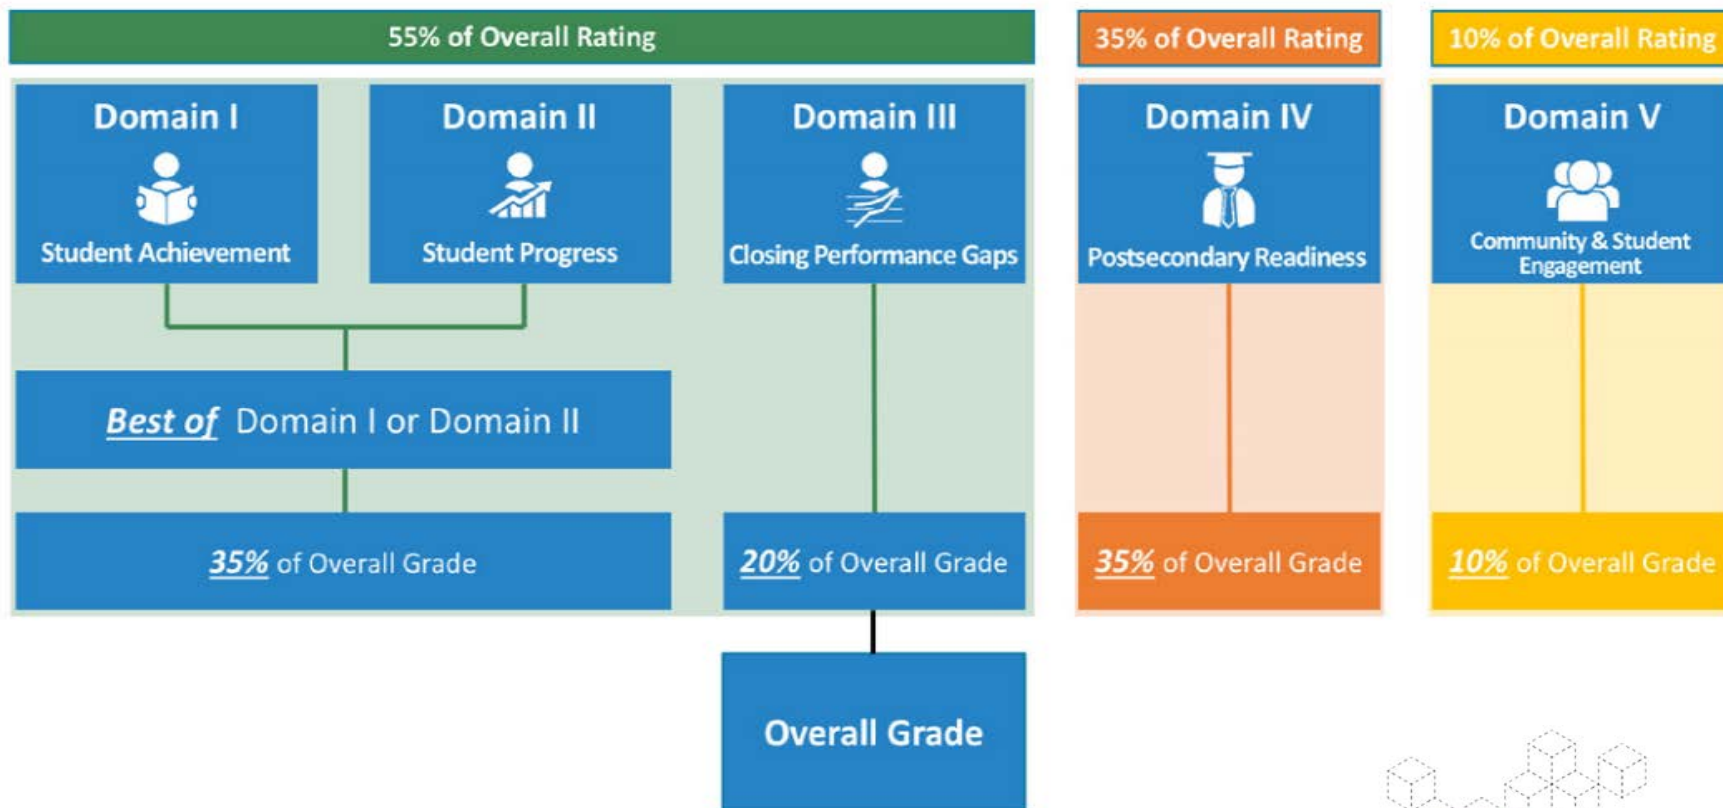 55% of Overall Rating
35% of Overall Rating
10% of Overall Rating
Domain I
Student Achievement
Domain II
Student Progress
Domain III
Closing Performance Gaps
Domain IV
Postsecondary Readiness
Domain V
Community & Student
Engagement
Best of Domain I or Domain II
35% of Overall Grade
20% of Overall Grade
35% of Overall Grade
10% of Overall Grade
Overall Grade